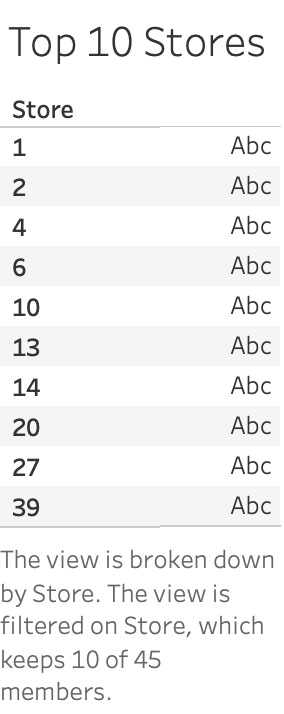 Top 10 Stores
Store
1 Abc
2 Abc
4 Abc
6 Abc
10 Abc
13 Abc
14 Abc
20 Abc
27 Abc
39 Abc
The view is broken down
by Store. The view is
filtered on Store, which
keeps 10 of 45
members.